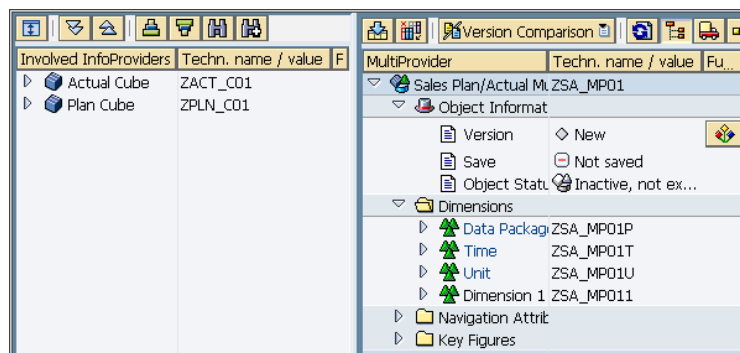 Version Comparison
Involved InfoProviders Techn. name / value F
Actual Cube ZACT_C01
Plan Cube ZPLN_C01
MultiProvider Techn. name / value Fu...
Sales Plan/Actual Mu ZSA_MP01
Object Informat
Version New
Save Not saved
Object Statu Inactive, not ex...
Dimensions
Data Package ZSA_MP01P
Time ZSA_MP01T
Unit ZSA_MP01U
Dimension 1 ZSA_MP011
Navigation Attrib
Key Figures